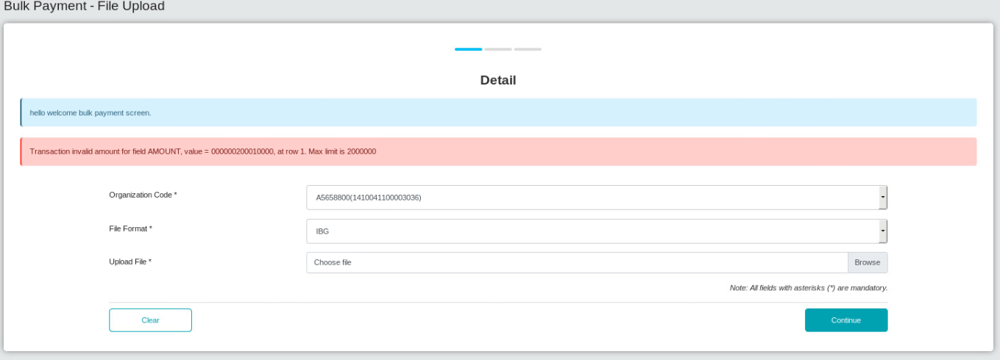 Bulk Payment - File Upload
Detail
hello welcome bulk payment screen.
Transaction invalid amount for field AMOUNT, value = 000000200010000, at row 1. Max limit is 2000000
Organization Code *
A5658800(1410041100003036)
File Format *
IBG
Upload File *
Choose file
Browse
Note: All fields with asterisks (*) are mandatory.
Clear
Continue